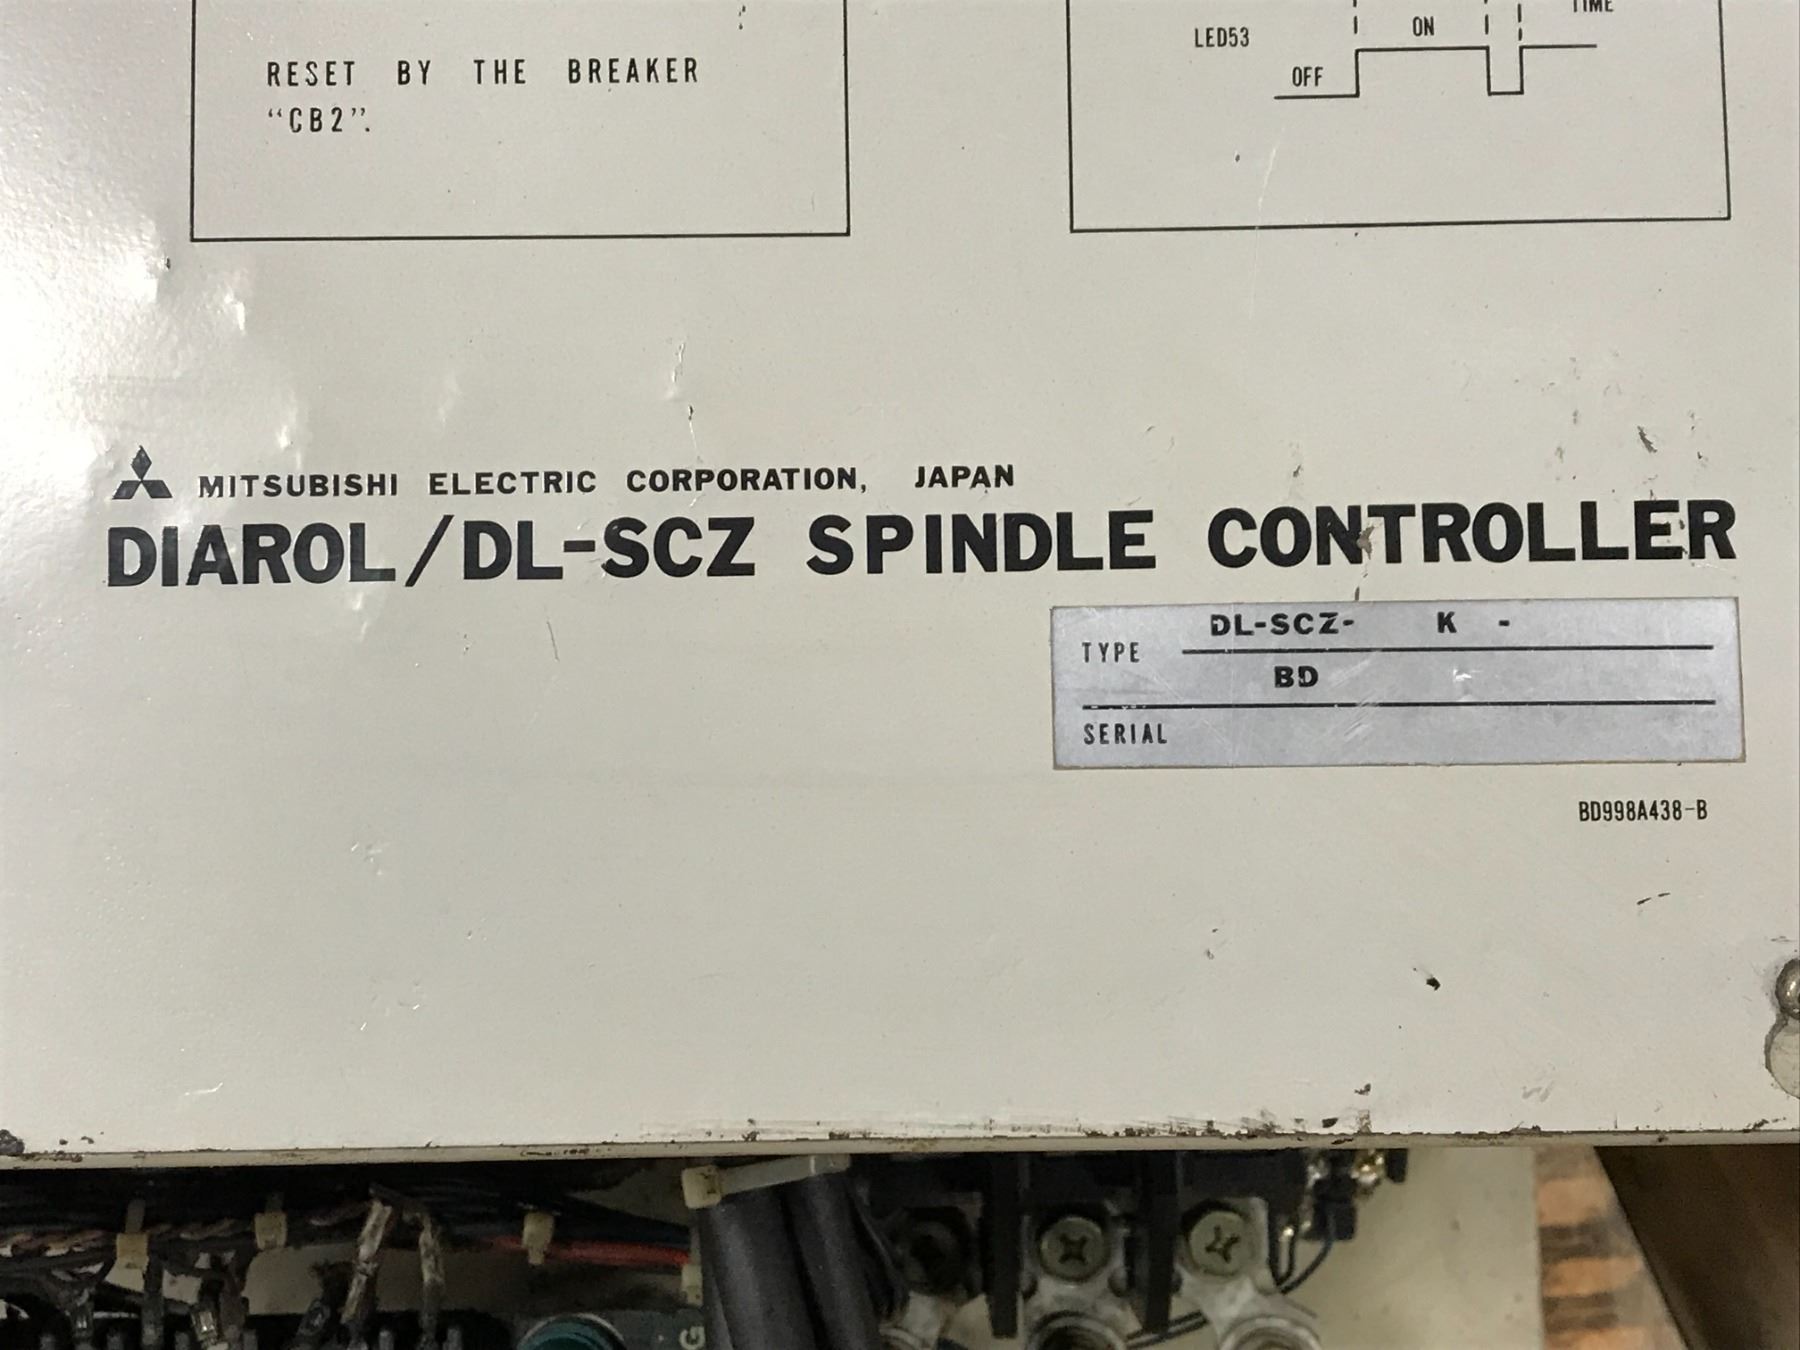 RESET BY THE BREAKER
"CB2".
TIME
LED53
ON
OFF
MITSUBISHI ELECTRIC CORPORATION, JAPAN
DIAROL/DL-SCZ SPINDLE CONTROLLER
TYPE DL-SCZ- K -
BD
SERIAL
BD998A438-B
G